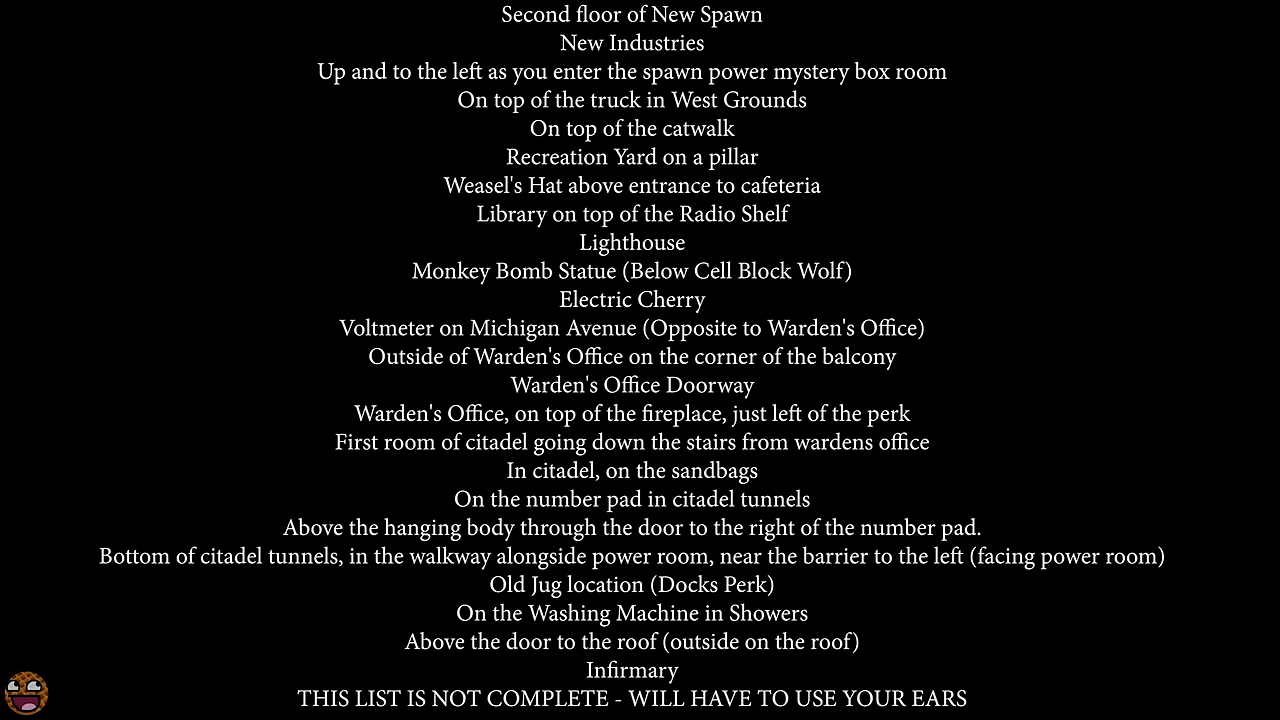 Second floor of New Spawn
New Industries
Up and to the left as you enter the spawn power mystery box room
On top of the truck in West Grounds
On top of the catwalk
Recreation Yard on a pillar
Weasel's Hat above entrance to cafeteria
Library on top of the Radio Shelf
Lighthouse
Monkey Bomb Statue (Below Cell Block Wolf)
Electric Cherry
Voltmeter on Michigan Avenue (Opposite to Warden's Office)
Outside of Warden's Office on the corner of the balcony
Warden's Office Doorway
Warden's Office, on top of the fireplace, just left of the perk
First room of citadel going down the stairs from wardens office
In citadel, on the sandbags
On the number pad in citadel tunnels
Above the hanging body through the door to the right of the number pad.
Bottom of citadel tunnels, in the walkway alongside power room, near the barrier to the left (facing power room)
Old Jug location (Docks Perk)
On the Washing Machine in Showers
Above the door to the roof (outside on the roof)
Infirmary
THIS LIST IS NOT COMPLETE - WILL HAVE TO USE YOUR EARS